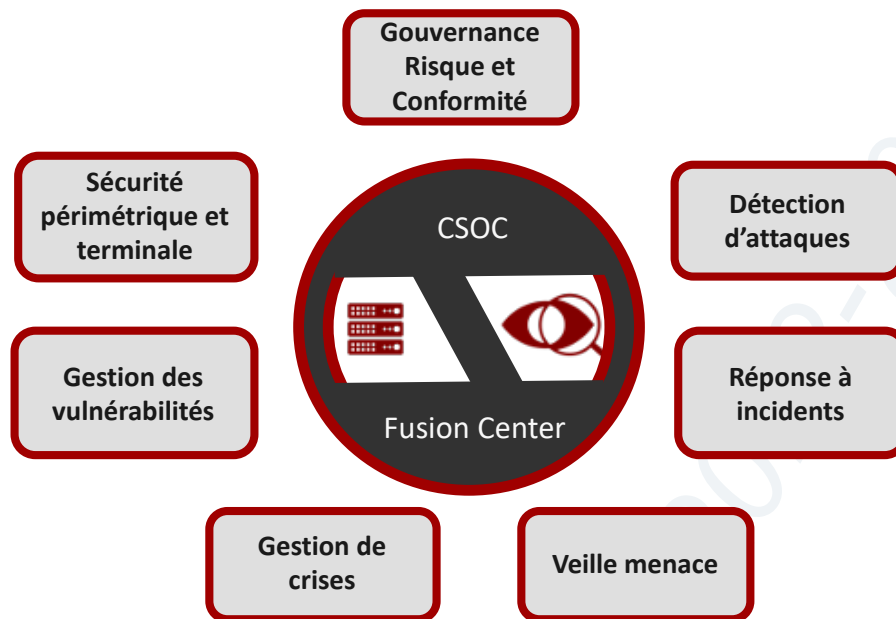 Gouvernance
Risque et
Conformité
Sécurité
périmétrique et
terminale
CSOC
Détection
d’attaques
Gestion des
vulnérabilités
Réponse à
incidents
Fusion Center
Gestion de
crises
Veille menace